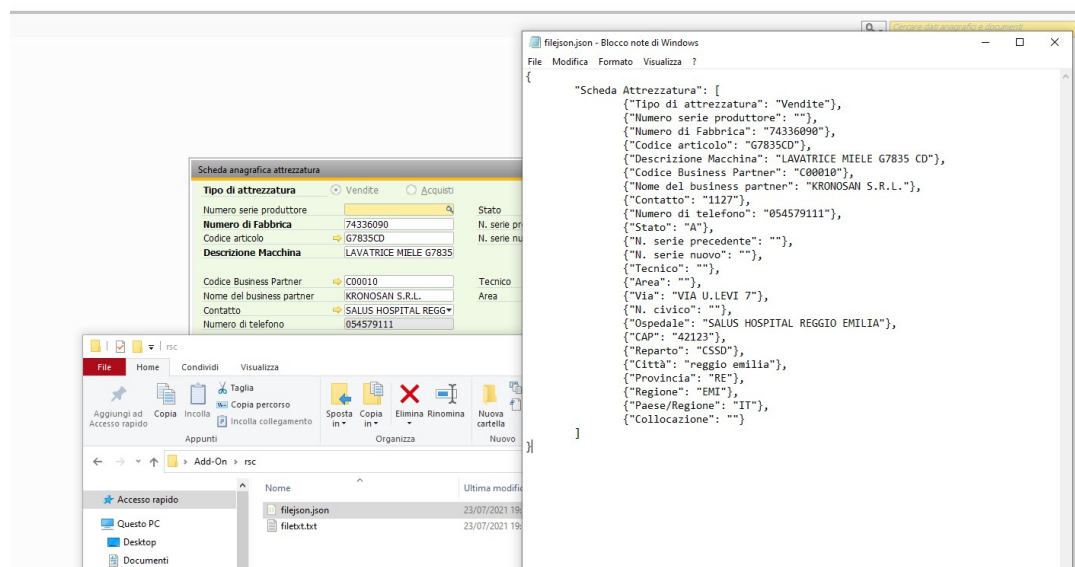 Cercare dati anagrafici e documenti
filejson.json - Blocco note di Windows
File Modifica Formato Visualizza ?
{
"Scheda Attrezzatura": [
{"Tipo di attrezzatura": "Vendite"},
{"Numero serie produttore": ""},
{"Numero di Fabbrica": "74336090"},
{"Codice articolo": "G7835CD"},
{"Descrizione Macchina": "LAVATRICE MIELE G7835 CD"},
{"Codice Business Partner": "C00010"},
{"Nome del business partner": "KRONOSAN S.R.L."},
{"Contatto": "1127"},
{"Numero di telefono": "054579111"},
{"Stato": "A"},
{"N. serie precedente": ""},
{"N. serie nuovo": ""},
{"Tecnico": ""},
{"Area": ""},
{"Via": "VIA U.LEVI 7"},
{"N. civico": ""},
{"Ospedale": "SALUS HOSPITAL REGGIO EMILIA"},
{"CAP": "42123"},
{"Reparto": "CSSD"},
{"Città": "reggio emilia"},
{"Provincia": "RE"},
{"Regione": "EMI"},
{"Paese/Regione": "IT"},
{"Collocazione": ""}
]
}
Scheda anagrafica attrezzatura
Tipo di attrezzatura Vendite Acquisti
Numero serie produttore Stato
Numero di Fabbrica 74336090 N. serie pr
Codice articolo G7835CD N. serie nu
Descrizione Macchina LAVATRICE MIELE G7835
Codice Business Partner C00010 Tecnico
Nome del business partner KRONOSAN S.R.L. Area
Contatto SALUS HOSPITAL REGG
Numero di telefono 054579111
rsc
File Home Condividi Visualizza
Aggiungi ad Accesso rapido
Copia
Incolla
Taglia
Copia percorso
Incolla collegamento
Sposta in
Copia in
Elimina
Rinomina
Nuova cartella
Appunti Organizza Nuovo
Add-On > rsc
Nome Ultima modific
Accesso rapido
filejson.json 23/07/2021 19:
Questo PC
filetxt.txt 23/07/2021 19:
Desktop
Documenti